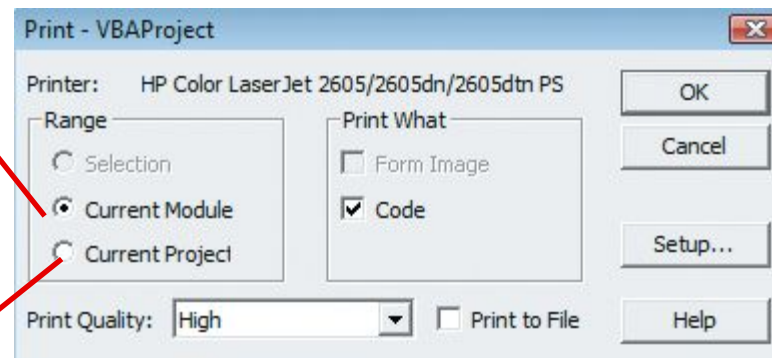 Print - VBAProject
Printer: HP Color LaserJet 2605/2605dn/2605dtn PS
OK
Range
Print What
Cancel
Selection
Form Image
Current Module
Code
Current Project
Setup...
Print Quality: High
Print to File
Help